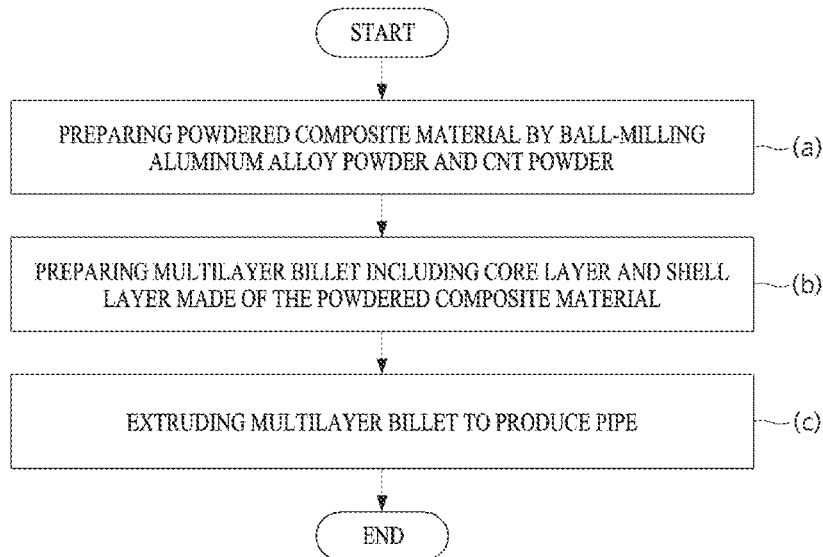 START
PREPARING POWDERED COMPOSITE MATERIAL BY BALL-MILLING
ALUMINUM ALLOY POWDER AND CNT POWDER
(a)
PREPARING MULTILAYER BILLET INCLUDING CORE LAYER AND SHELL
LAYER MADE OF THE POWDERED COMPOSITE MATERIAL
(b)
EXTRUDING MULTILAYER BILLET TO PRODUCE PIPE
(c)
END